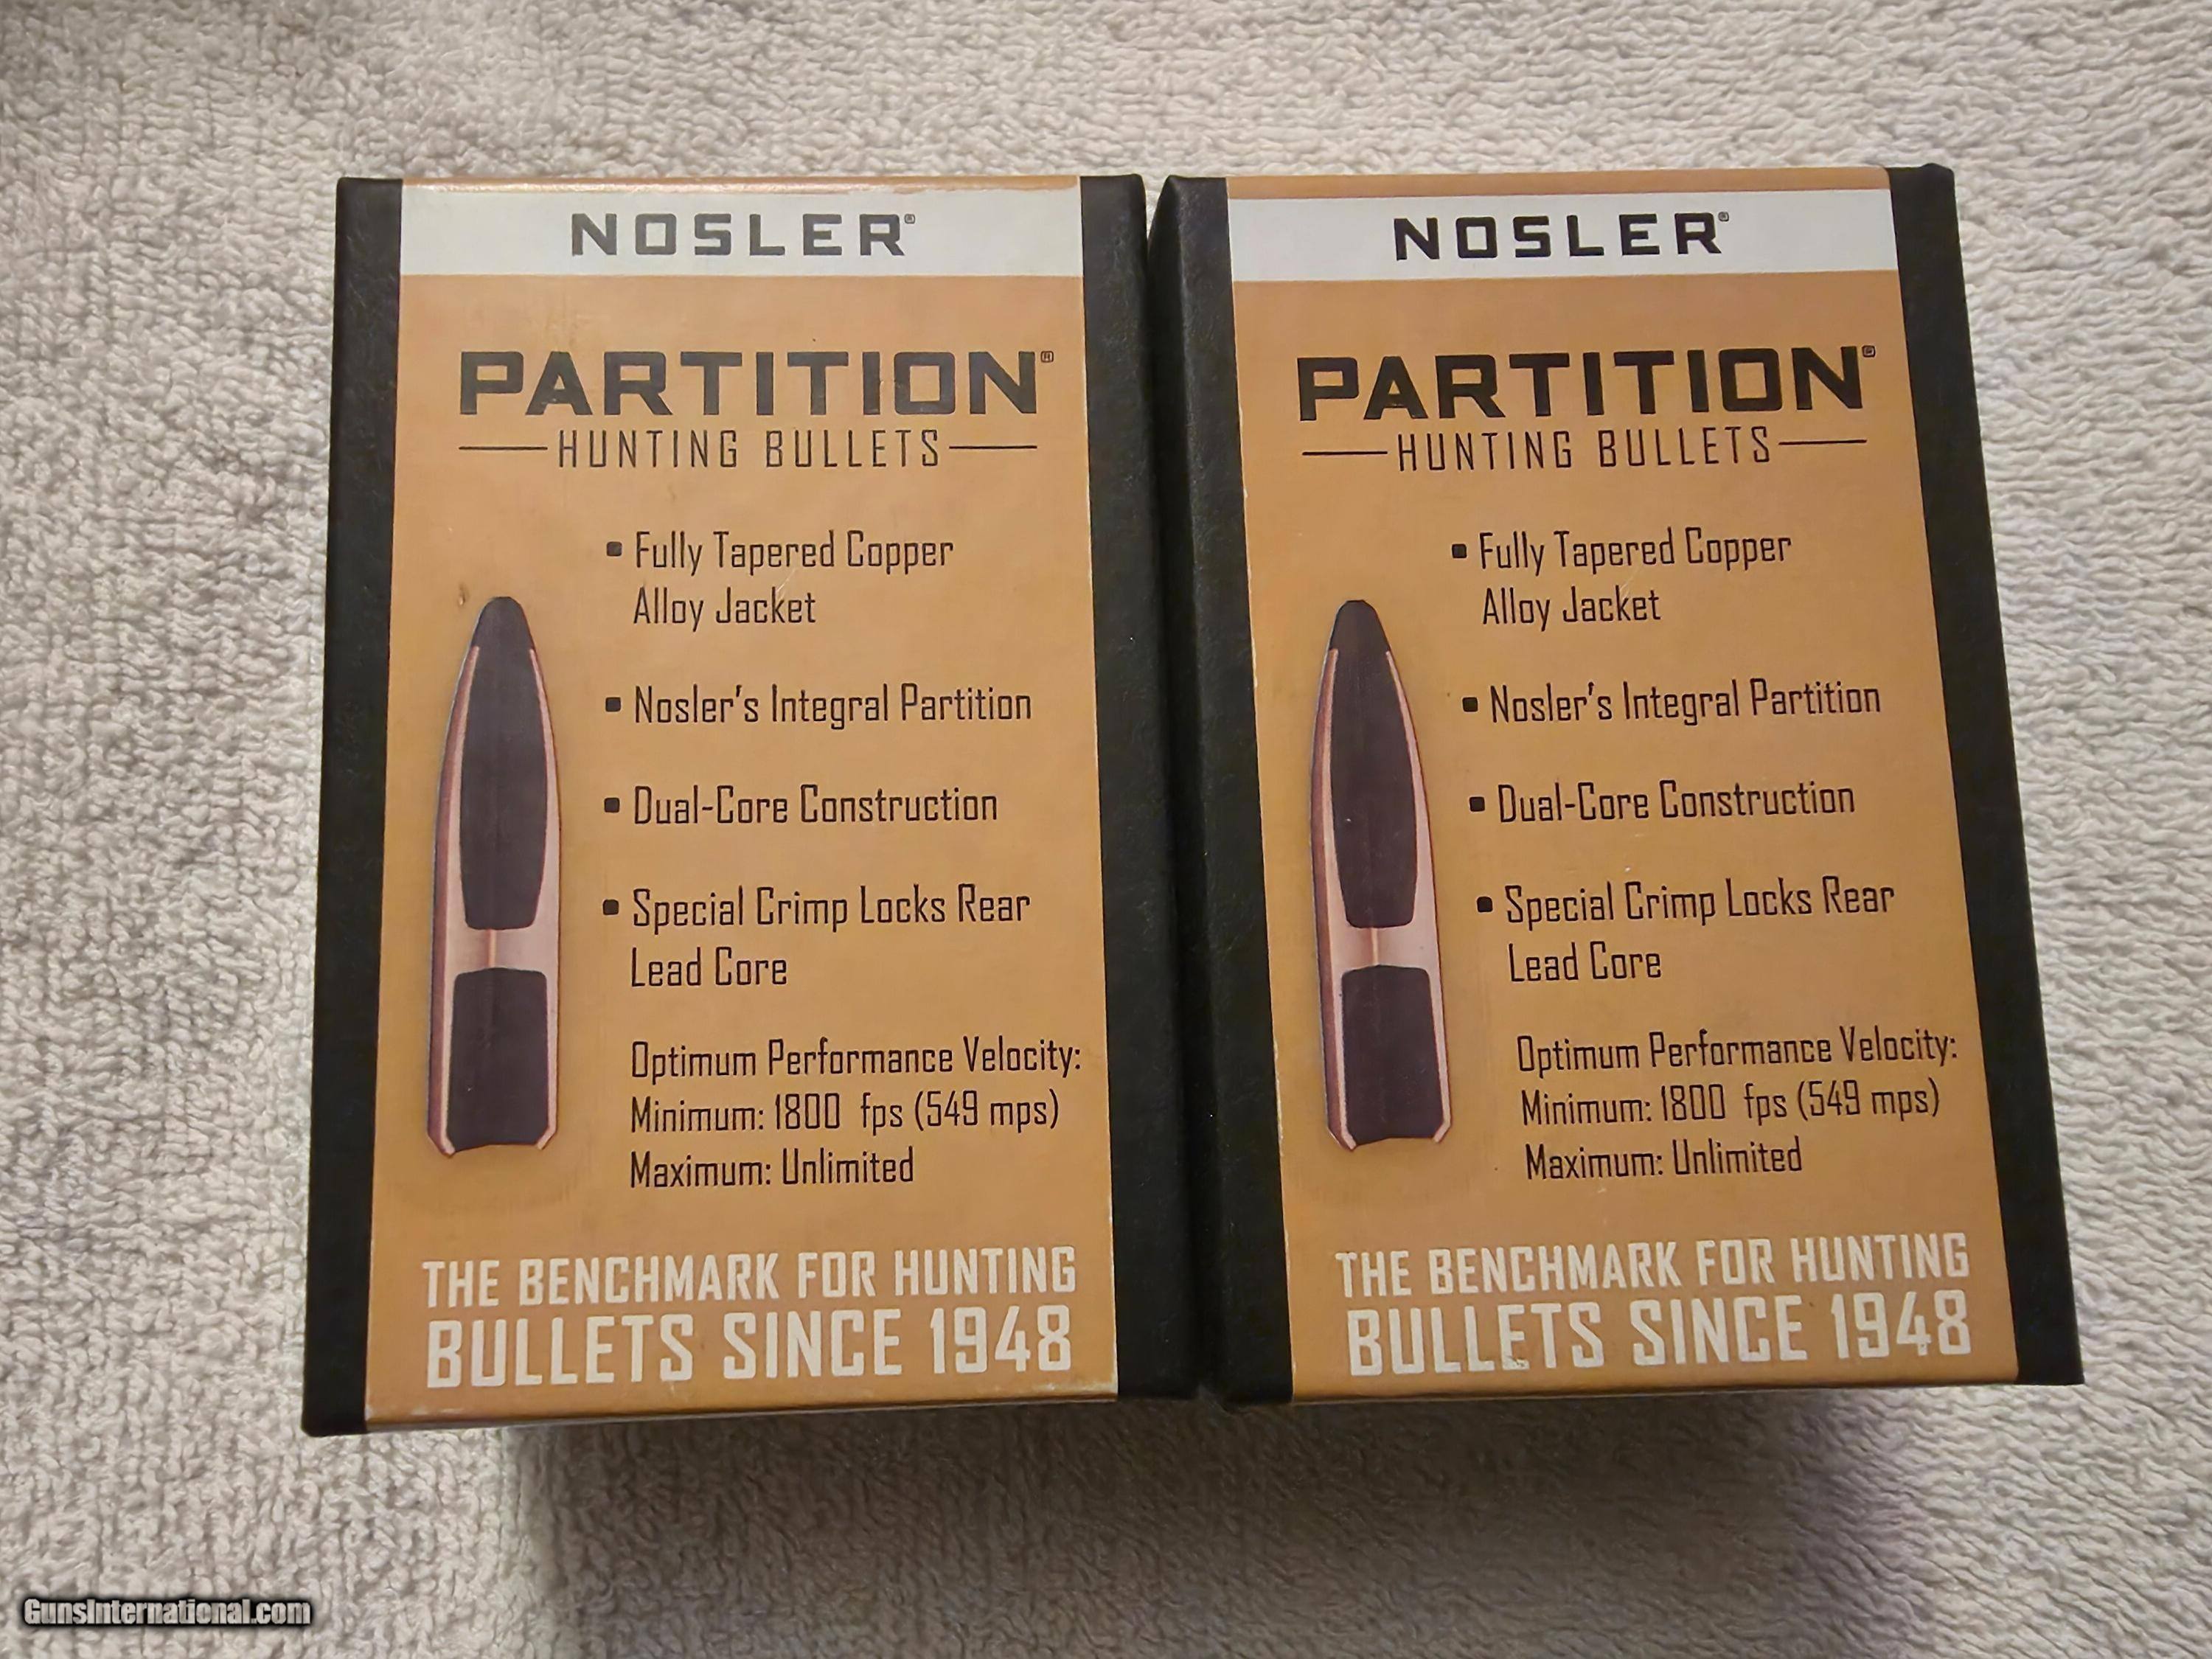 NOSLER®
PARTITION®
HUNTING BULLETS
▪ Fully Tapered Copper
Alloy Jacket
▪ Nosler's Integral Partition
▪ Dual-Core Construction
▪ Special Crimp Locks Rear
Lead Core
Optimum Performance Velocity:
Minimum: 1800 fps (549 mps)
Maximum: Unlimited
THE BENCHMARK FOR HUNTING
BULLETS SINCE 1948
NOSLER®
PARTITION®
HUNTING BULLETS
▪ Fully Tapered Copper
Alloy Jacket
▪ Nosler's Integral Partition
▪ Dual-Core Construction
▪ Special Crimp Locks Rear
Lead Core
Optimum Performance Velocity:
Minimum: 1800 fps (549 mps)
Maximum: Unlimited
THE BENCHMARK FOR HUNTING
BULLETS SINCE 1948
GunsInternational.com